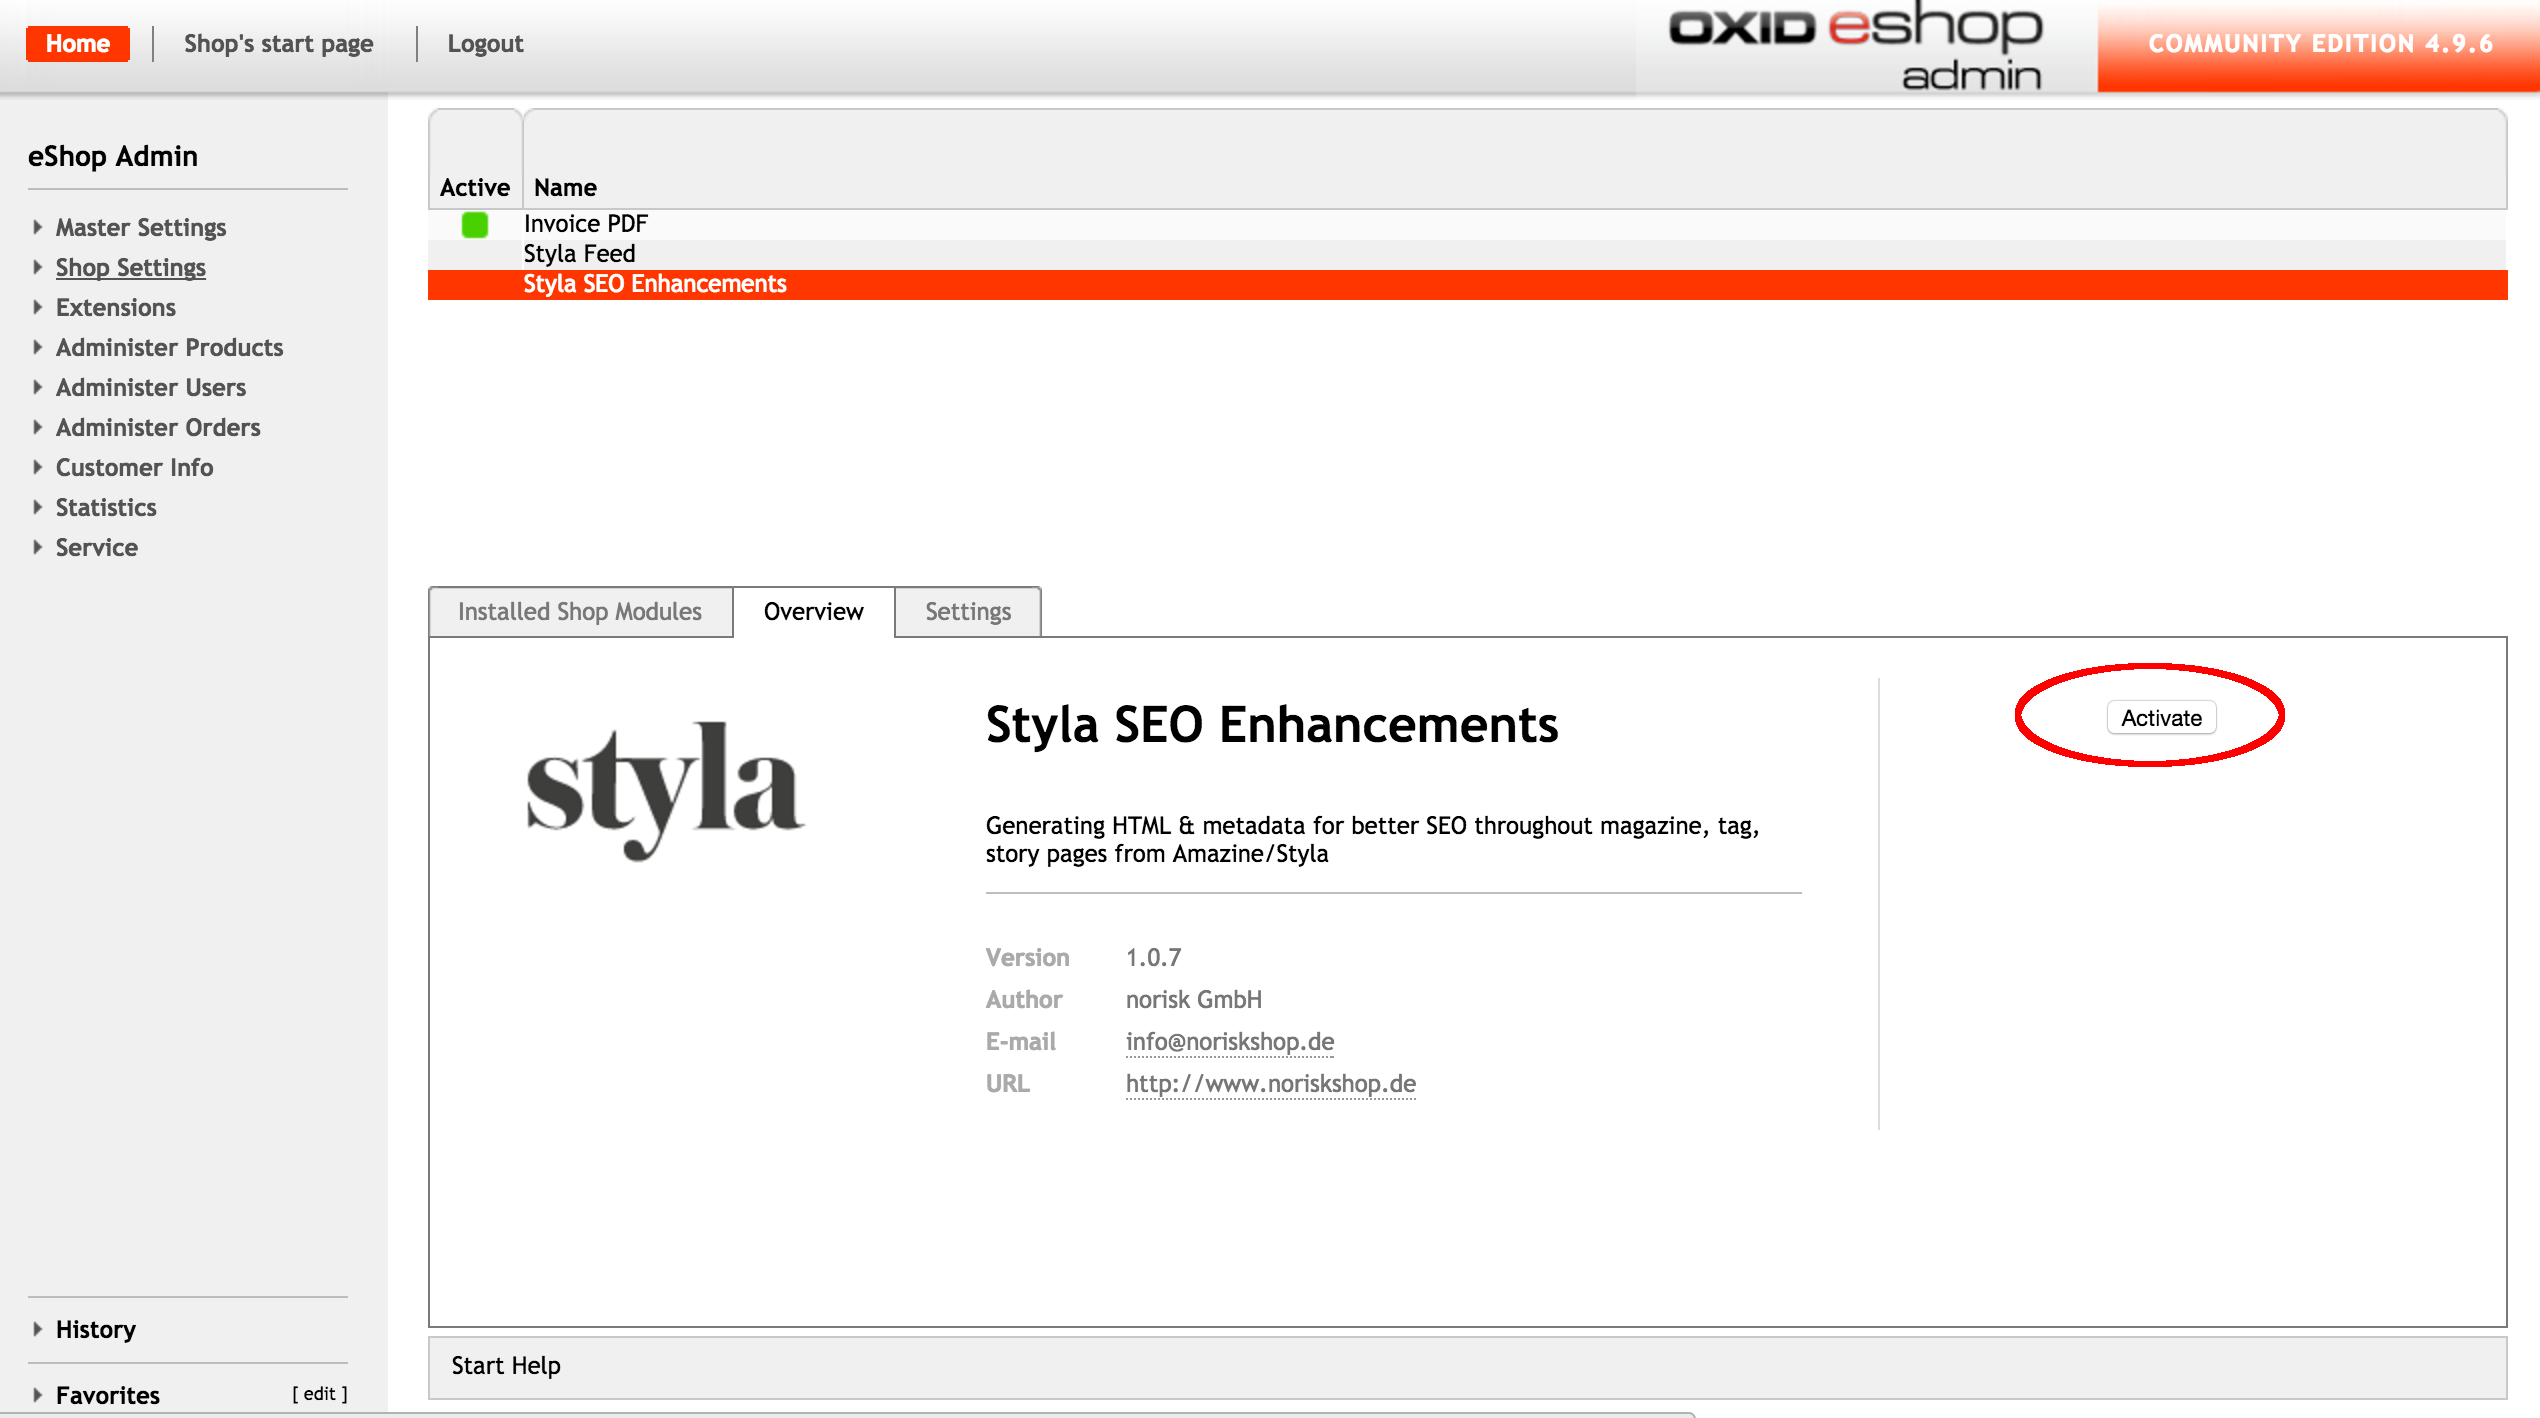 Home
Shop's start page
Logout
OXID eshop
admin
COMMUNITY EDITION 4.9.6
eShop Admin
Master Settings
Shop Settings
Extensions
Administer Products
Administer Users
Administer Orders
Customer Info
Statistics
Service
History
Favorites [ edit ]
Active Name
Invoice PDF
Styla Feed
Styla SEO Enhancements
Installed Shop Modules
Overview
Settings
styla
Styla SEO Enhancements
Generating HTML & metadata for better SEO throughout magazine, tag,
story pages from Amazine/Styla
Version 1.0.7
Author norisk GmbH
E-mail info@noriskshop.de
URL http://www.noriskshop.de
Activate
Start Help